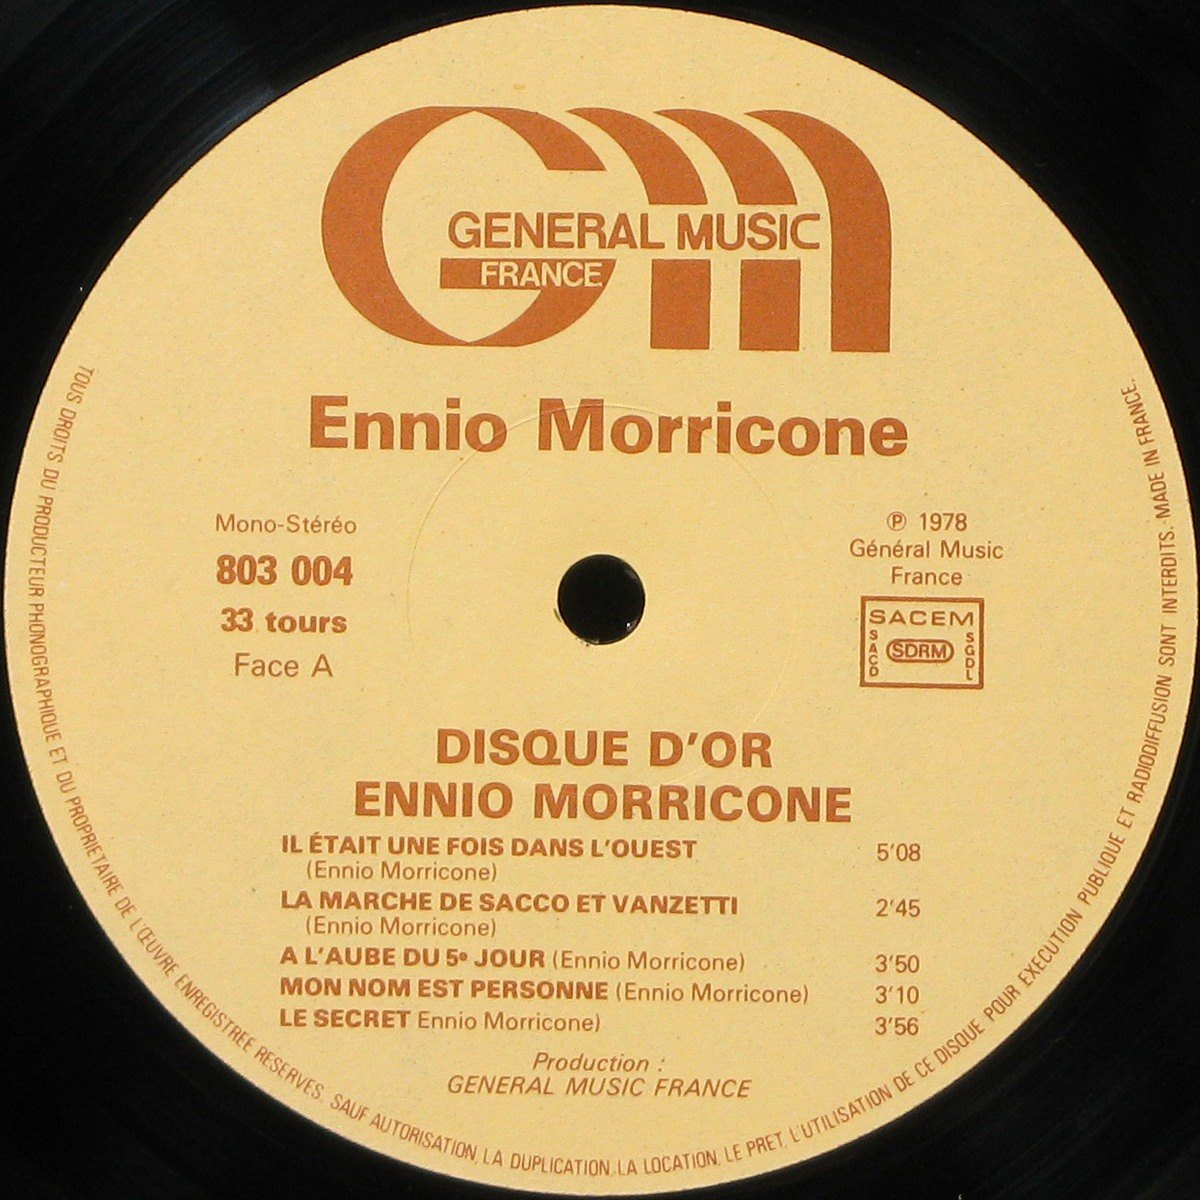 GENERAL MUSIC
FRANCE
Ennio Morricone
Mono-Stéréo
803 004
33 tours
Face A
℗ 1978
Général Music
France
SACEM
SACD
SDRM
SGDL
DISQUE D'OR
ENNIO MORRICONE
IL ÉTAIT UNE FOIS DANS L'OUEST 5'08
(Ennio Morricone)
LA MARCHE DE SACCO ET VANZETTI 2'45
(Ennio Morricone)
A L'AUBE DU 5e JOUR (Ennio Morricone) 3'50
MON NOM EST PERSONNE (Ennio Morricone) 3'10
LE SECRET Ennio Morricone) 3'56
Production :
GENERAL MUSIC FRANCE
TOUS DROITS DU PRODUCTEUR PHONOGRAPHIQUE ET DU PROPRIETAIRE DE L'ŒUVRE ENREGISTREE RESERVES. SAUF AUTORISATION, LA DUPLICATION, LA LOCATION, LE PRET, L'UTILISATION DE CE DISQUE POUR EXECUTION PUBLIQUE ET RADIODIFFUSION SONT INTERDITS. MADE IN FRANCE.